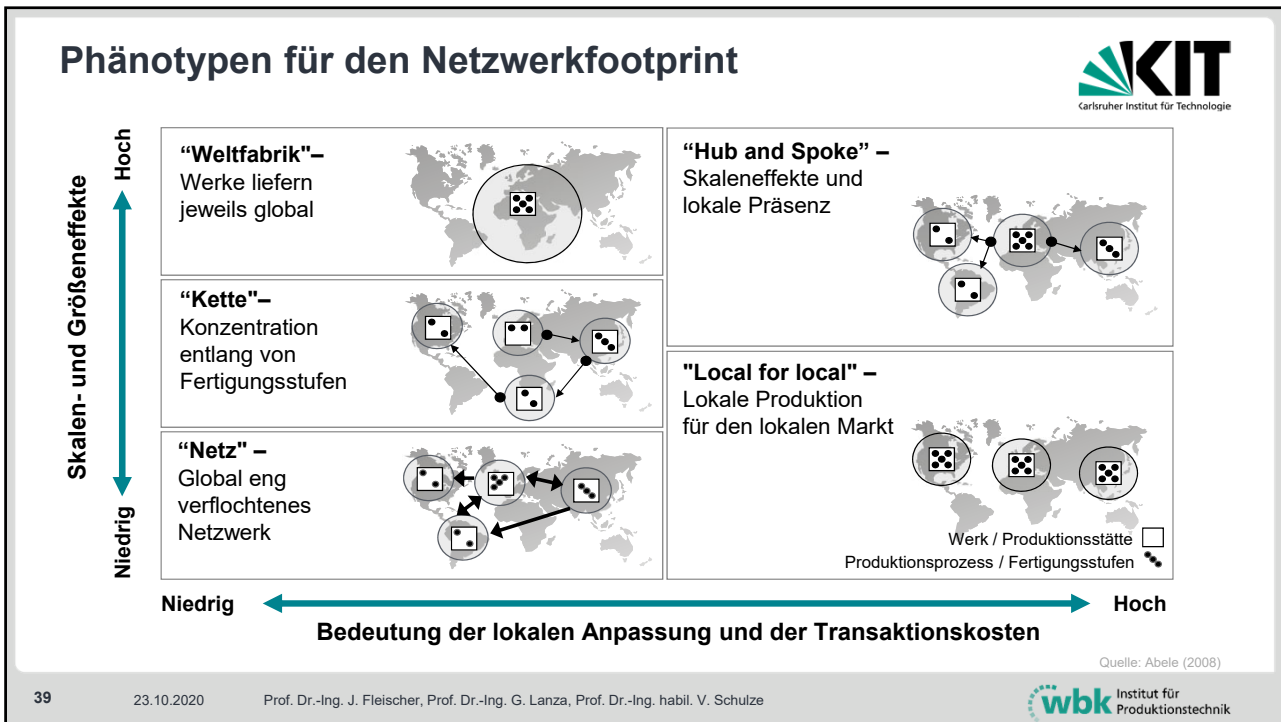 Phänotypen für den Netzwerkfootprint
KIT
Karlsruher Institut für Technologie
Skalen- und Größeneffekte
Hoch
Niedrig
“Weltfabrik"–
Werke liefern
jeweils global
“Kette"–
Konzentration
entlang von
Fertigungsstufen
“Netz" –
Global eng
verflochtenes
Netzwerk
“Hub and Spoke” –
Skaleneffekte und
lokale Präsenz
"Local for local" –
Lokale Produktion
für den lokalen Markt
Werk / Produktionsstätte
Produktionsprozess / Fertigungsstufen
Niedrig
Hoch
Bedeutung der lokalen Anpassung und der Transaktionskosten
Quelle: Abele (2008)
39 23.10.2020 Prof. Dr.-Ing. J. Fleischer, Prof. Dr.-Ing. G. Lanza, Prof. Dr.-Ing. habil. V. Schulze
wbk Institut für
Produktionstechnik